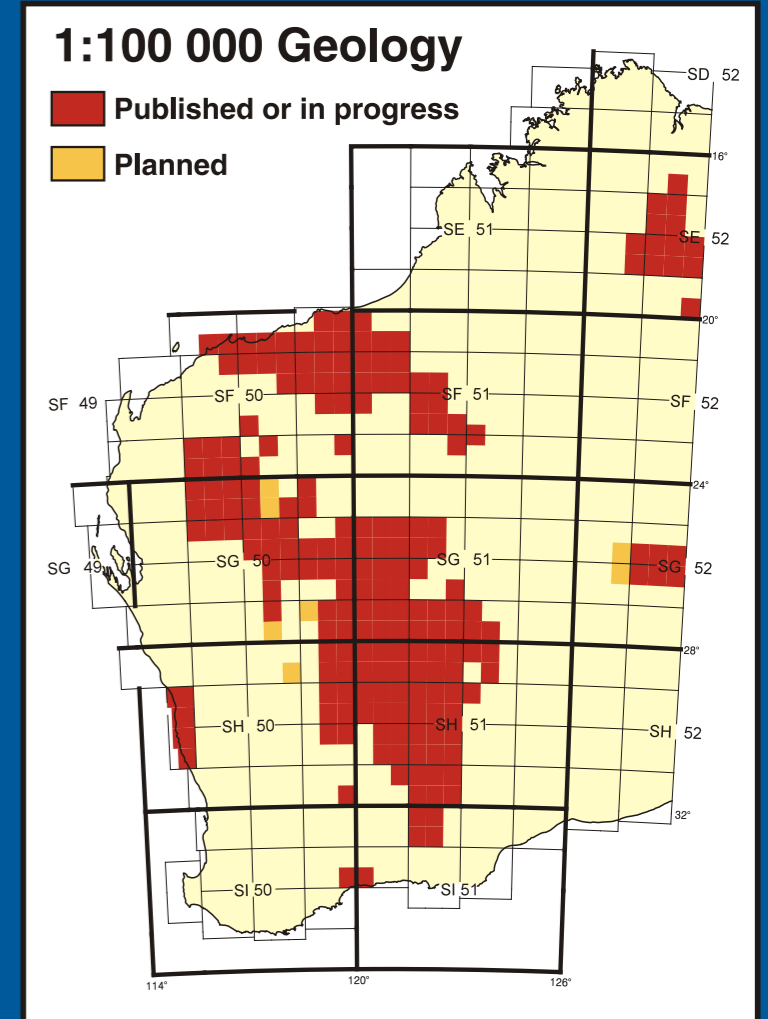 1:100 000 Geology
Published or in progress
Planned
SD 52
16°
SE 51
SE 52
20°
SF 49
SF 50
SF 51
SF 52
24°
SG 49
SG 50
SG 51
SG 52
28°
SH 50
SH 51
SH 52
32°
SI 50
SI 51
114°
120°
126°